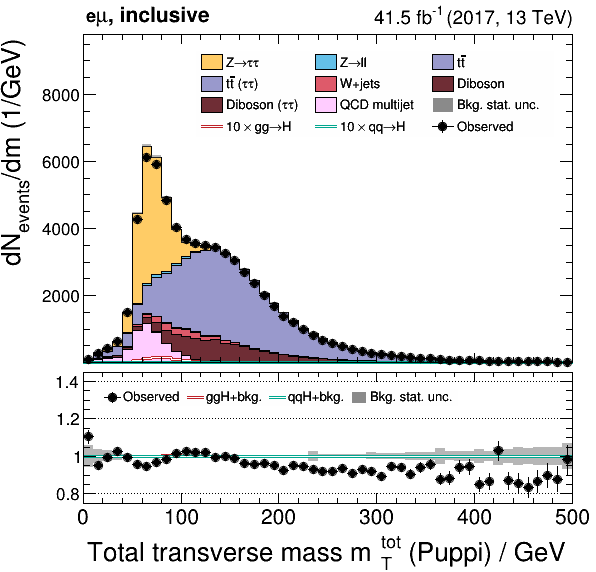 eμ, inclusive 41.5 fb⁻¹ (2017, 13 TeV)
dN_events/dm (1/GeV)
Z→ττ Z→ll tt̄
tt̄ (ττ) W+jets Diboson
Diboson (ττ) QCD multijet Bkg. stat. unc.
10 × gg→H 10 × qq→H Observed
8000
6000
4000
2000
Observed ggH+bkg. qqH+bkg. Bkg. stat. unc.
1.4
1.2
1
0.8
0 100 200 300 400 500
Total transverse mass m_T^tot (Puppi) / GeV